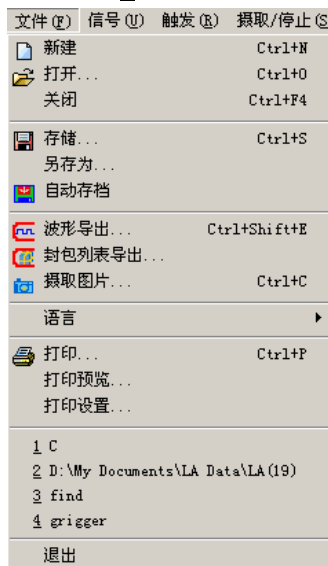 文件(F) 信号(U) 触发(R) 摄取/停止(S
新建 Ctrl+N
打开... Ctrl+O
关闭 Ctrl+F4
存储... Ctrl+S
另存为...
自动存档
波形导出... Ctrl+Shift+E
封包列表导出...
摄取图片... Ctrl+C
语言
打印... Ctrl+P
打印预览...
打印设置...
1 C
2 D:\My Documents\LA Data\LA(19)
3 find
4 grigger
退出